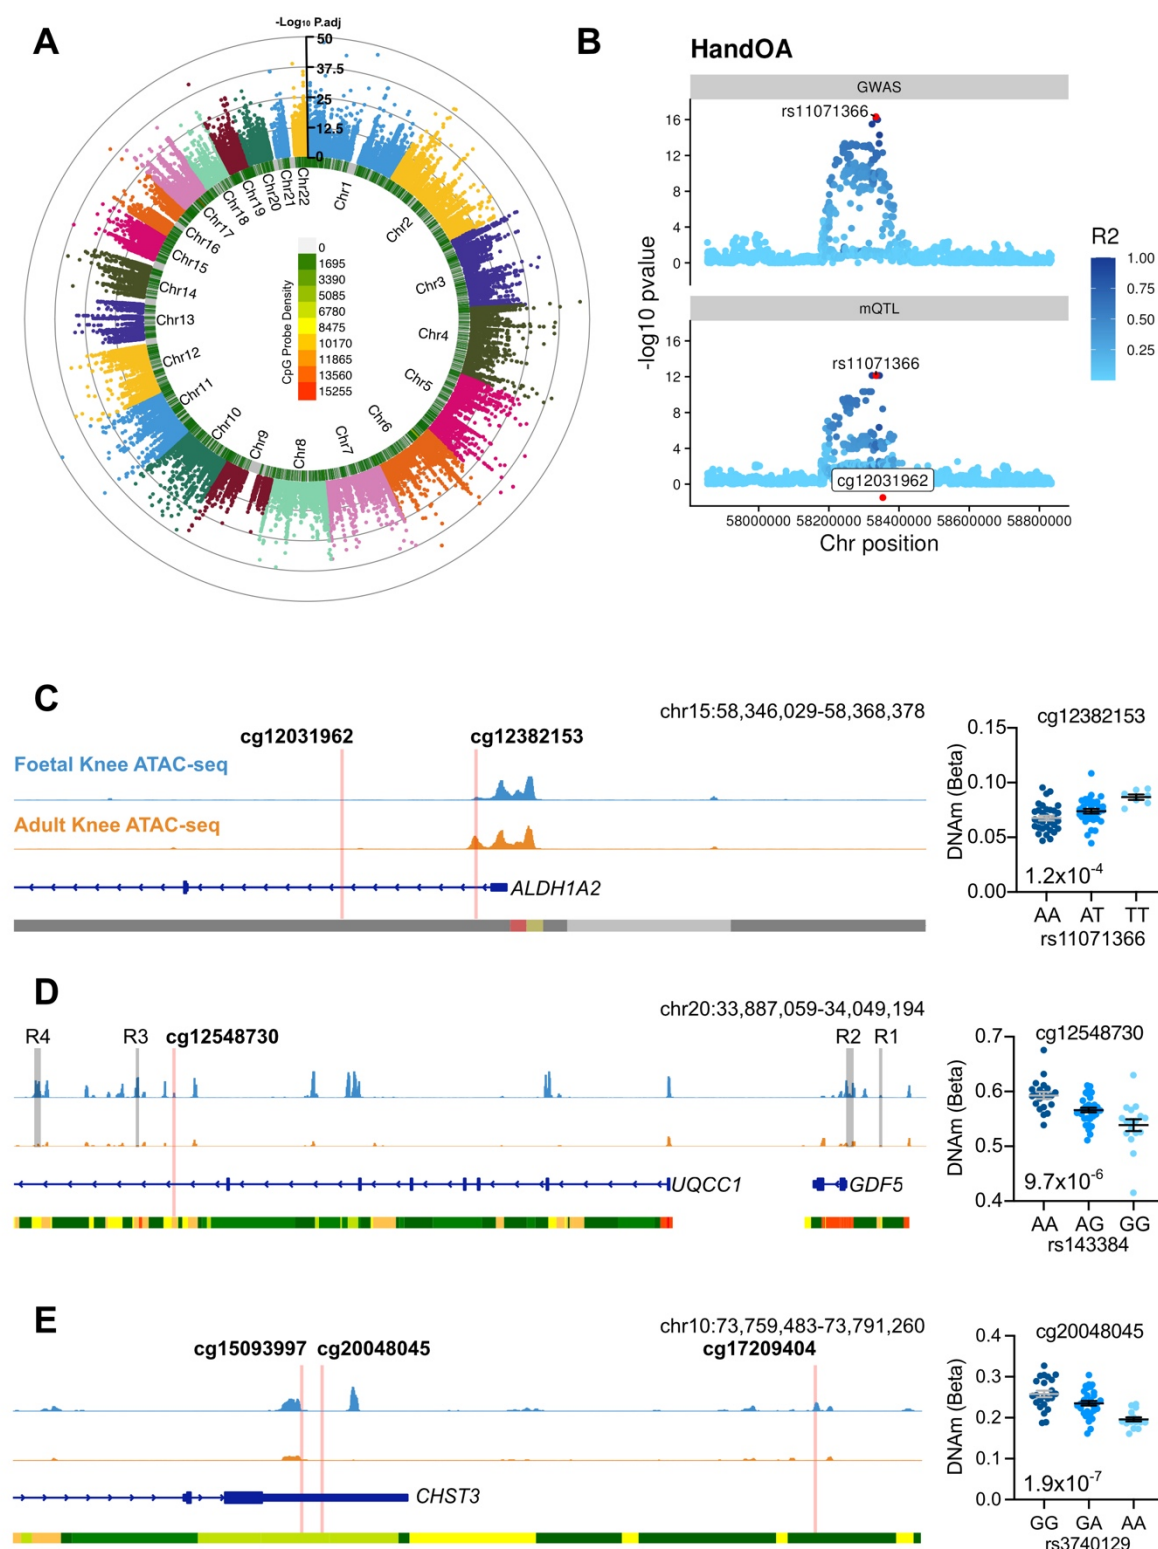 A
-Log₁₀ P.adj
50
37.5
25
12.5
0
Chr1
Chr2
Chr3
Chr4
Chr5
Chr6
Chr7
Chr8
Chr9
Chr10
Chr11
Chr12
Chr13
Chr14
Chr15
Chr16
Chr17
Chr18
Chr19
Chr20
Chr21
Chr22
CpG Probe Density
0
1695
3390
5085
6780
8475
10170
11865
13560
15255
B
HandOA
GWAS
rs11071366
16
12
8
4
0
mQTL
rs11071366
16
12
8
4
0
cg12031962
-log10 pvalue
58000000 58200000 58400000 58600000 58800000
Chr position
R2
1.00
0.75
0.50
0.25
C
chr15:58,346,029-58,368,378
cg12031962 cg12382153
Foetal Knee ATAC-seq
Adult Knee ATAC-seq
ALDH1A2
cg12382153
DNAm (Beta)
0.15
0.10
0.05
0.00
1.2x10⁻⁴
AA AT TT
rs11071366
D
chr20:33,887,059-34,049,194
R4 R3 cg12548730 R2 R1
UQCC1 GDF5
cg12548730
DNAm (Beta)
0.7
0.6
0.5
0.4
9.7x10⁻⁶
AA AG GG
rs143384
E
chr10:73,759,483-73,791,260
cg15093997 cg20048045 cg17209404
CHST3
cg20048045
DNAm (Beta)
0.4
0.3
0.2
0.1
0.0
1.9x10⁻⁷
GG GA AA
rs3740129